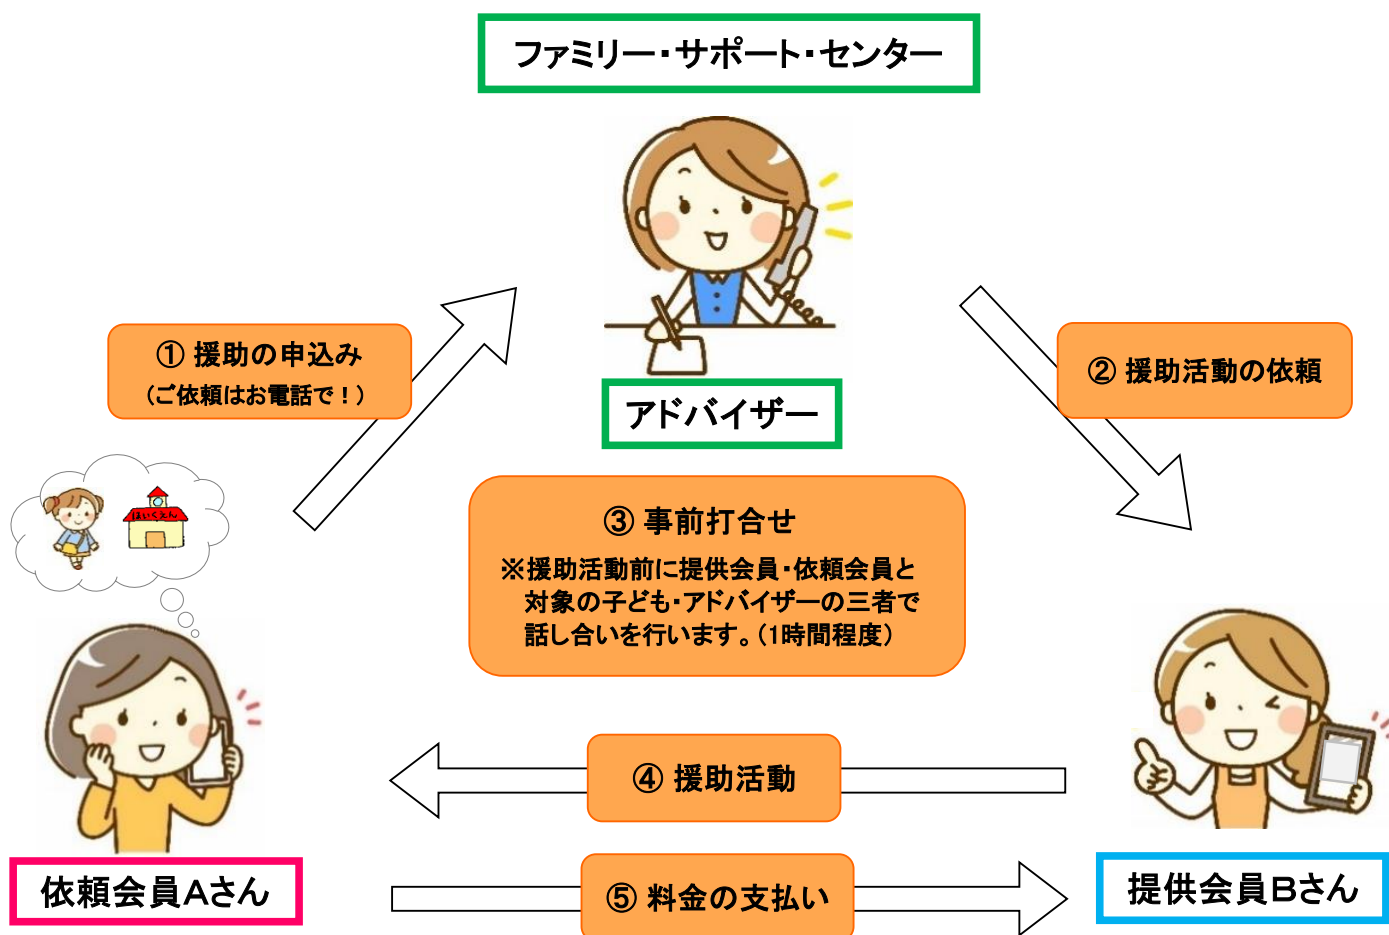 ファミリー・サポート・センター
① 援助の申込み
(ご依頼はお電話で！)
② 援助活動の依頼
アドバイザー
ほいくえん
③ 事前打合せ
※援助活動前に提供会員・依頼会員と
対象の子ども・アドバイザーの三者で
話し合いを行います。(1時間程度)
④ 援助活動
依頼会員Aさん
⑤ 料金の支払い
提供会員Bさん